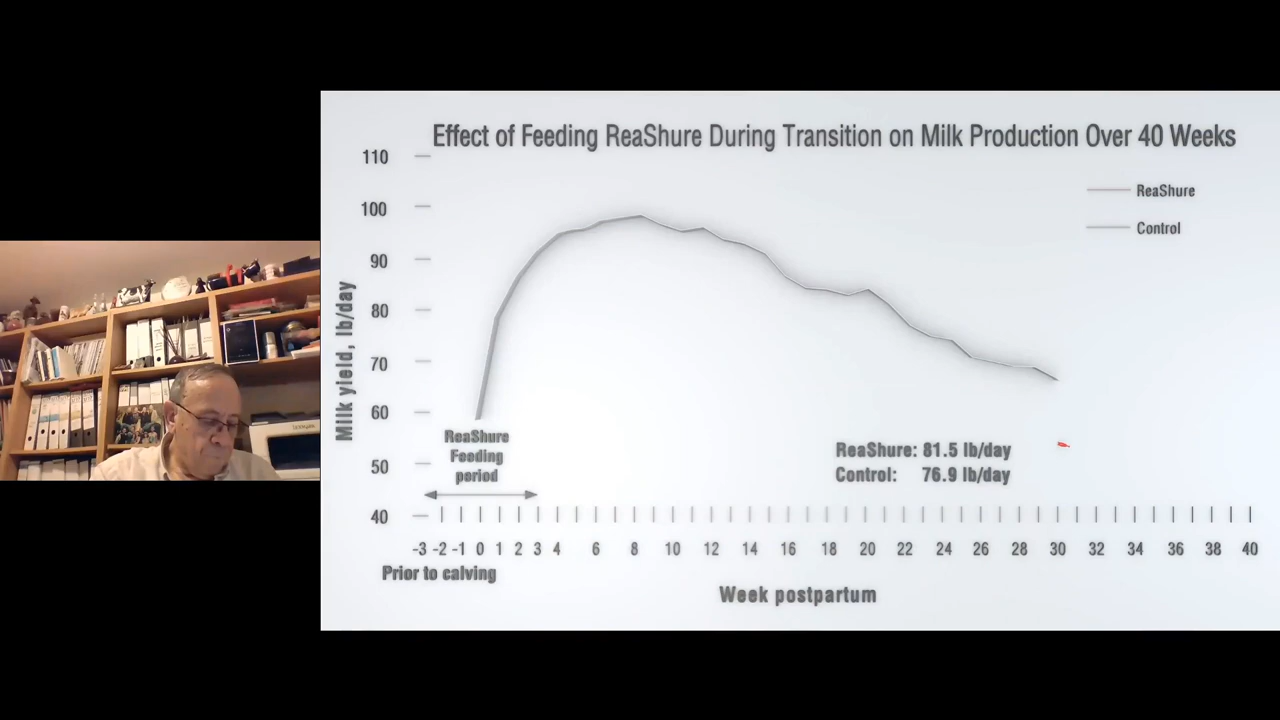 Effect of Feeding ReaShure During Transition on Milk Production Over 40 Weeks
110
100
90
80
70
60
50
40
Milk yield, lb/day
ReaShure
Control
ReaShure
Feeding
period
ReaShure: 81.5 lb/day
Control: 76.9 lb/day
-3 -2 -1 0 1 2 3 4 6 8 10 12 14 16 18 20 22 24 26 28 30 32 34 36 38 40
Prior to calving
Week postpartum